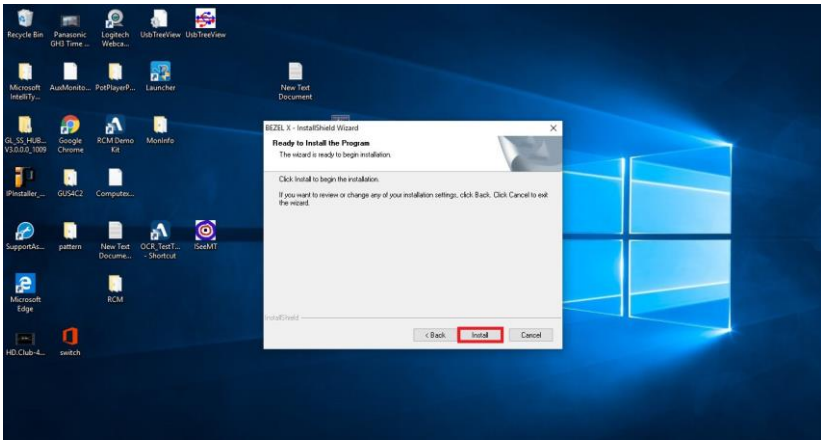 Recycle Bin
Panasonic
GH3 Time ...
Logitech
Webca...
UsbTreeView
UsbTreeView
Microsoft
IntelliTy...
AuxMonito...
PotPlayerP...
Launcher
New Text
Document
GL_SS_HUB...
V3.0.0.0_1009
Google
Chrome
RCM Demo
Kit
Moninfo
IPinstaller_...
GUS4C2
Computex...
SupportAs...
pattern
New Text
Docume...
OCR_TestT...
- Shortcut
ISeeMT
Microsoft
Edge
RCM
HD.Club-4...
switch
BEZEL X - InstallShield Wizard
Ready to Install the Program
The wizard is ready to begin installation.
Click Install to begin the installation.
If you want to review or change any of your installation settings, click Back. Click Cancel to exit
the wizard.
InstallShield
< Back
Install
Cancel